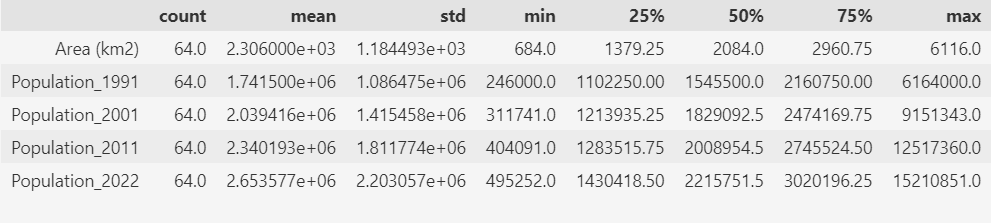 count mean std min 25% 50% 75% max
Area (km2) 64.0 2.306000e+03 1.184493e+03 684.0 1379.25 2084.0 2960.75 6116.0
Population_1991 64.0 1.741500e+06 1.086475e+06 246000.0 1102250.00 1545500.0 2160750.00 6164000.0
Population_2001 64.0 2.039416e+06 1.415458e+06 311741.0 1213935.25 1829092.5 2474169.75 9151343.0
Population_2011 64.0 2.340193e+06 1.811774e+06 404091.0 1283515.75 2008954.5 2745524.50 12517360.0
Population_2022 64.0 2.653577e+06 2.203057e+06 495252.0 1430418.50 2215751.5 3020196.25 15210851.0